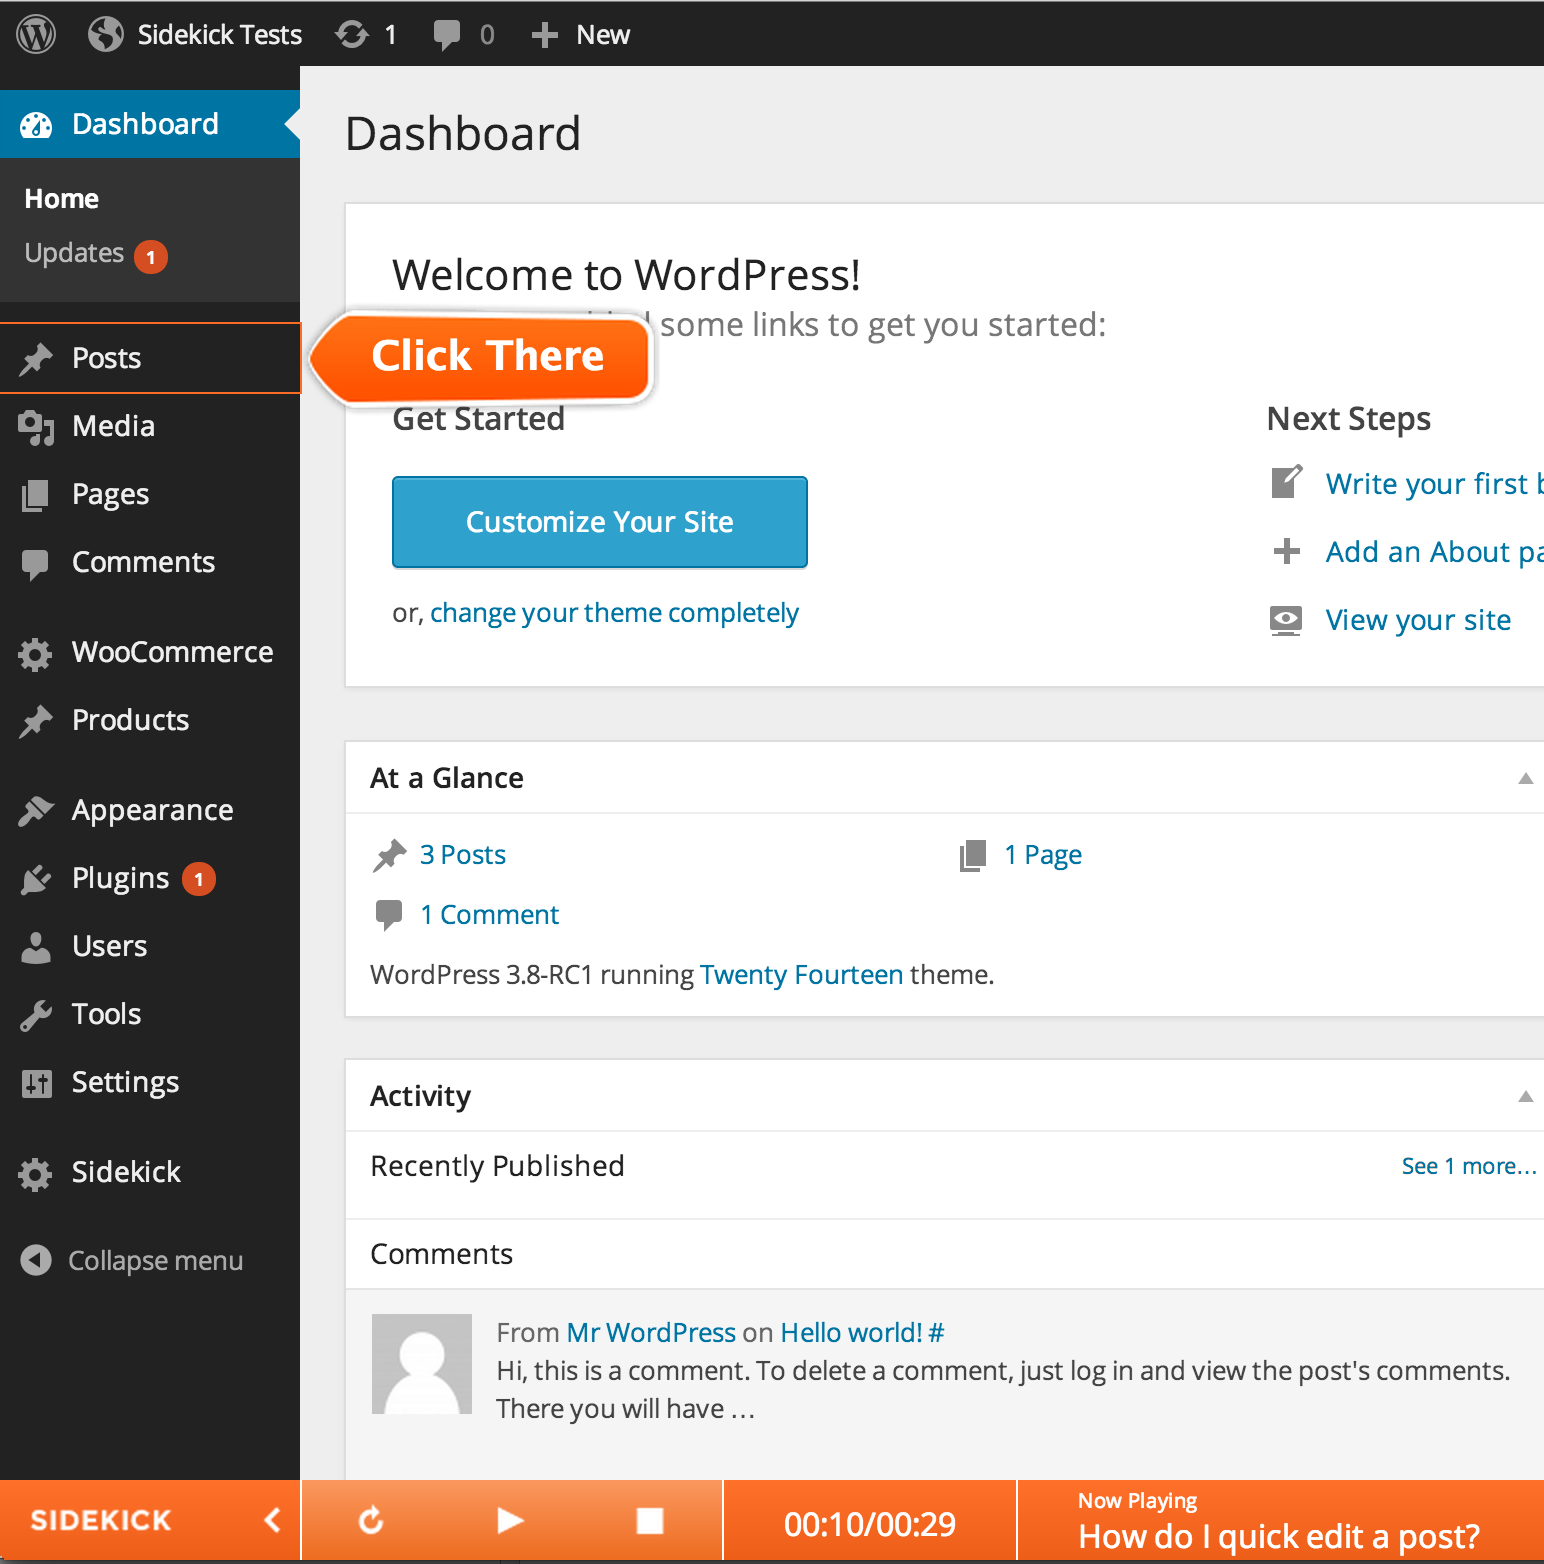 Sidekick Tests 1 0 New
Dashboard
Home
Updates 1
Posts
Media
Pages
Comments
WooCommerce
Products
Appearance
Plugins 1
Users
Tools
Settings
Sidekick
Collapse menu
Dashboard
Welcome to WordPress!
some links to get you started:
Click There
Get Started
Customize Your Site
or, change your theme completely
Next Steps
Write your first
Add an About
View your site
At a Glance
3 Posts
1 Page
1 Comment
WordPress 3.8-RC1 running Twenty Fourteen theme.
Activity
Recently Published
See 1 more...
Comments
From Mr WordPress on Hello world! #
Hi, this is a comment. To delete a comment, just log in and view the post's comments.
There you will have ...
SIDEKICK
00:10/00:29
Now Playing
How do I quick edit a post?